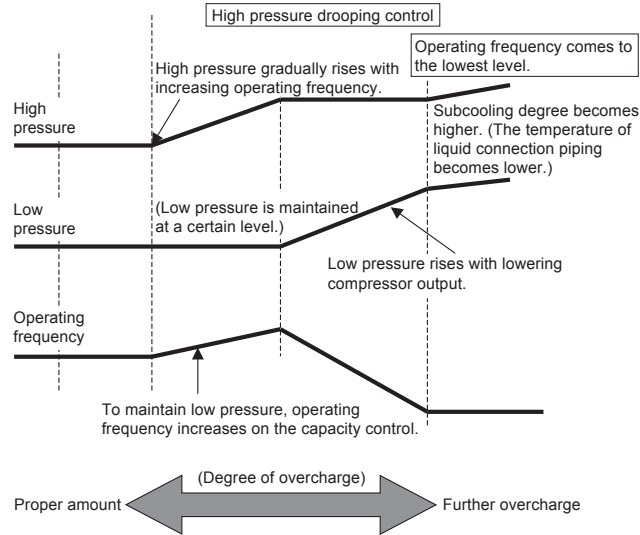 High pressure drooping control
Operating frequency comes to
the lowest level.
High pressure gradually rises with
increasing operating frequency.
High
pressure
Subcooling degree becomes
higher. (The temperature of
liquid connection piping
becomes lower.)
Low
pressure
(Low pressure is maintained
at a certain level.)
Low pressure rises with lowering
compressor output.
Operating
frequency
To maintain low pressure, operating
frequency increases on the capacity control.
(Degree of overcharge)
Proper amount
Further overcharge